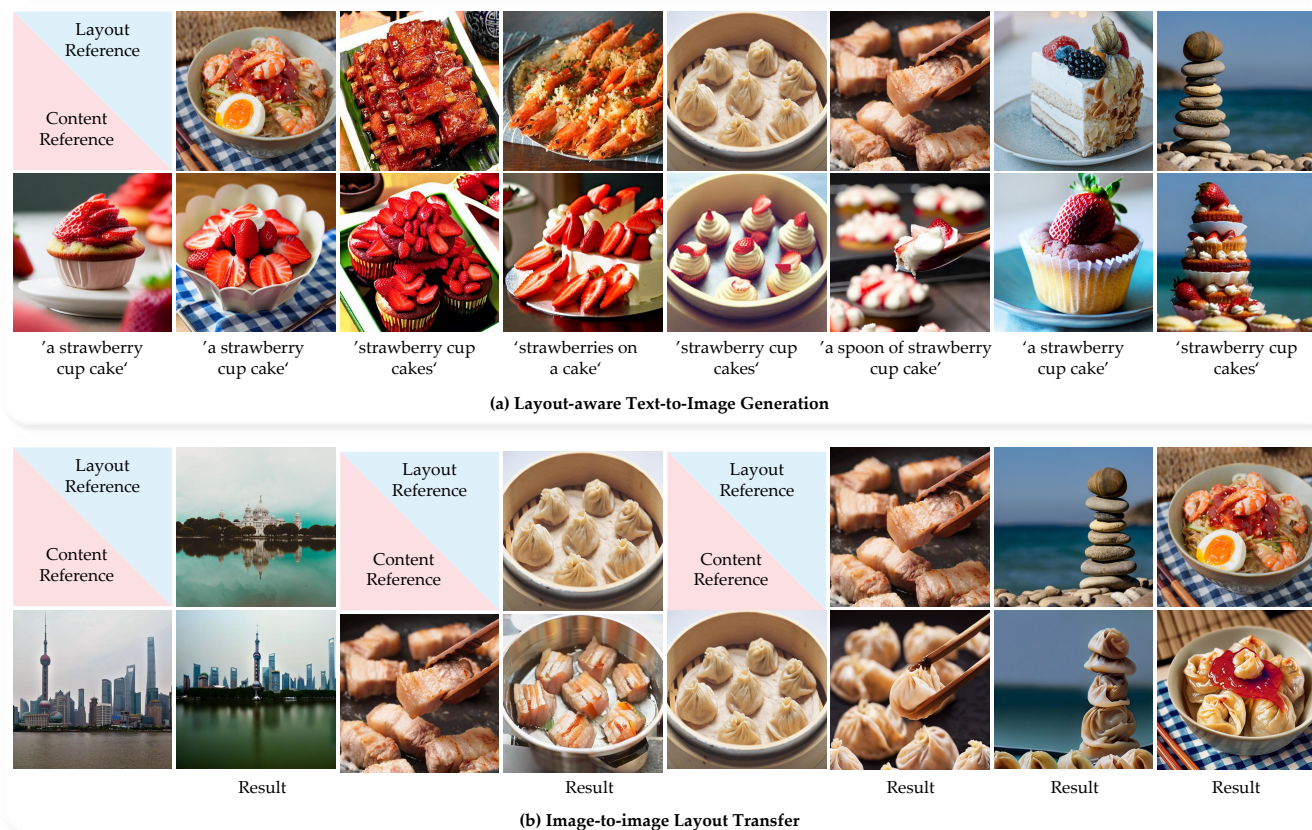 Layout
Reference
Content
Reference
’a strawberry
cup cake‘
’a strawberry
cup cake‘
’strawberry cup
cakes‘
‘strawberries on
a cake‘
’strawberry cup
cakes‘
’a spoon of strawberry
cup cake’
‘a strawberry
cup cake’
‘strawberry cup
cakes‘
(a) Layout-aware Text-to-Image Generation
Layout
Reference
Content
Reference
Layout
Reference
Content
Reference
Layout
Reference
Content
Reference
Result
Result
Result
Result
Result
(b) Image-to-image Layout Transfer